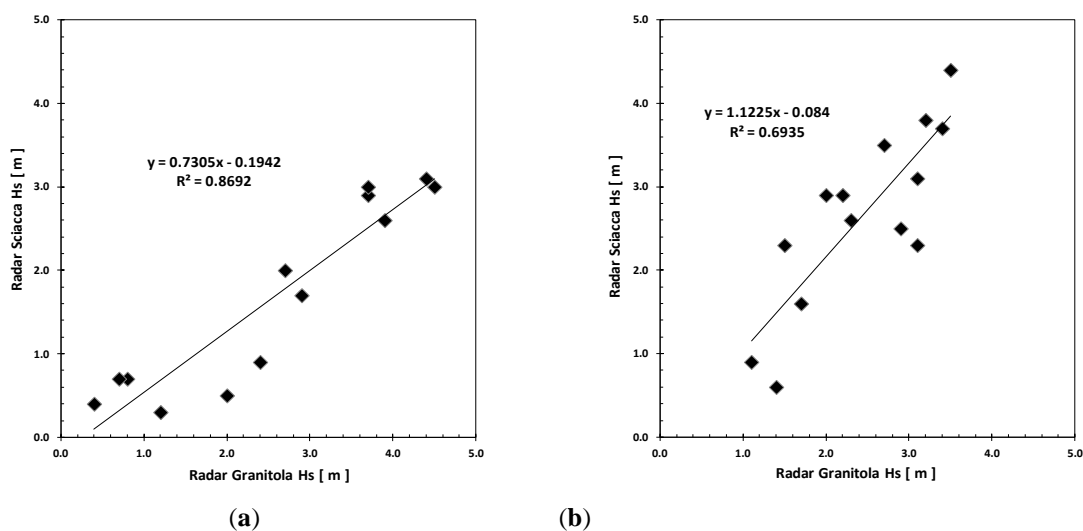 5.0
4.0
3.0
2.0
1.0
0.0
0.0 1.0 2.0 3.0 4.0 5.0
Radar Sciacca Hs [ m ]
Radar Granitola Hs [ m ]
y = 0.7305x - 0.1942
R² = 0.8692
(a)
5.0
4.0
3.0
2.0
1.0
0.0
0.0 1.0 2.0 3.0 4.0 5.0
Radar Sciacca Hs [ m ]
Radar Granitola Hs [ m ]
y = 1.1225x - 0.084
R² = 0.6935
(b)